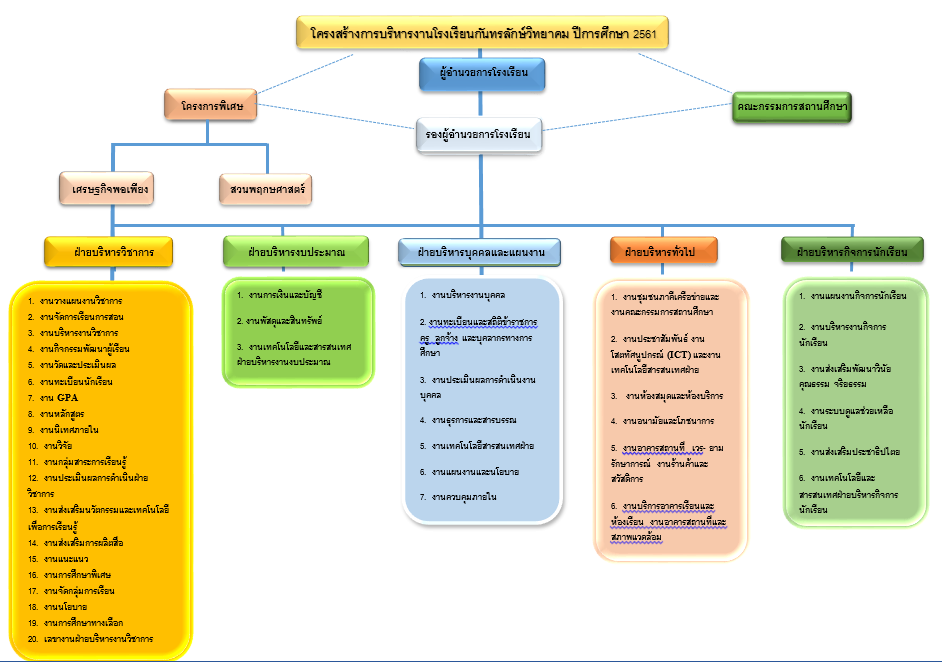 โครงสร้างการบริหารงานโรงเรียนกันทรลักษ์วิทยาคม ปีการศึกษา 2561
ผู้อำนวยการโรงเรียน
โครงการพิเศษ
คณะกรรมการสถานศึกษา
รองผู้อำนวยการโรงเรียน
เศรษฐกิจพอเพียง
สวนพฤกษศาสตร์
ฝ่ายบริหารวิชาการ
1. งานวางแผนงานวิชาการ
2. งานจัดการเรียนการสอน
3. งานบริหารงานวิชาการ
4. งานกิจกรรมพัฒนาผู้เรียน
5. งานวัดและประเมินผล
6. งานทะเบียนนักเรียน
7. งาน GPA
8. งานหลักสูตร
9. งานนิเทศภายใน
10. งานวิจัย
11. งานกลุ่มสาระการเรียนรู้
12. งานประเมินผลการดำเนินฝ่าย
วิชาการ
13. งานส่งเสริมนวัตกรรมและเทคโนโลยี
เพื่อการเรียนรู้
14. งานส่งเสริมการผลิตสื่อ
15. งานแนะแนว
16. งานการศึกษาพิเศษ
17. งานจัดกลุ่มการเรียน
18. งานนโยบาย
19. งานการศึกษาทางเลือก
20. เลขางานฝ่ายบริหารงานวิชาการ
ฝ่ายบริหารงบประมาณ
1. งานการเงินและบัญชี
2. งานพัสดุและสินทรัพย์
3. งานเทคโนโลยีและสารสนเทศ
ฝ่ายบริหารงานงบประมาณ
ฝ่ายบริหารบุคคลและแผนงาน
1. งานบริหารงานบุคคล
2. งานทะเบียนและสถิติข้าราชการ
ครู ลูกจ้าง และบุคลากรทางการ
ศึกษา
3. งานประเมินผลการดำเนินงาน
บุคคล
4. งานธุรการและสารบรรณ
5. งานเทคโนโลยีสารสนเทศฝ่าย
6. งานแผนงานและนโยบาย
7. งานควบคุมภายใน
ฝ่ายบริหารทั่วไป
1. งานชุมชนภาคีเครือข่ายและ
งานคณะกรรมการสถานศึกษา
2. งานประชาสัมพันธ์ งาน
โสตทัศนูปกรณ์ (ICT) และงาน
เทคโนโลยีสารสนเทศฝ่าย
3. งานห้องสมุดและห้องบริการ
4. งานอนามัยและโภชนาการ
5. งานอาคารสถานที่ เวร- ยาม
รักษาการณ์ งานร้านค้าและ
สวัสดิการ
6. งานบริการอาคารเรียนและ
ห้องเรียน งานอาคารสถานที่และ
สภาพแวดล้อม
ฝ่ายบริหารกิจการนักเรียน
1. งานแผนงานกิจการนักเรียน
2. งานบริหารงานกิจการ
นักเรียน
3. งานส่งเสริมพัฒนาวินัย
คุณธรรม จริยธรรม
4. งานระบบดูแลช่วยเหลือ
นักเรียน
5. งานส่งเสริมประชาธิปไตย
6. งานเทคโนโลยีและ
สารสนเทศฝ่ายบริหารกิจการ
นักเรียน